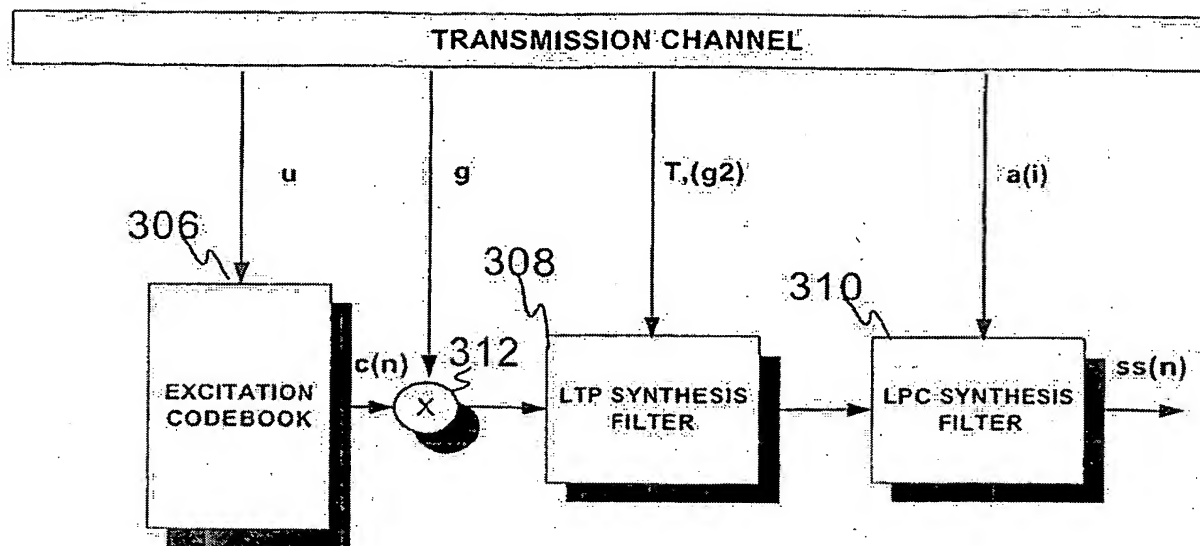 TRANSMISSION CHANNEL
u
g
T,(g2)
a(i)
306
308
310
312
c(n)
X
ss(n)
EXCITATION
CODEBOOK
LTP SYNTHESIS
FILTER
LPC SYNTHESIS
FILTER